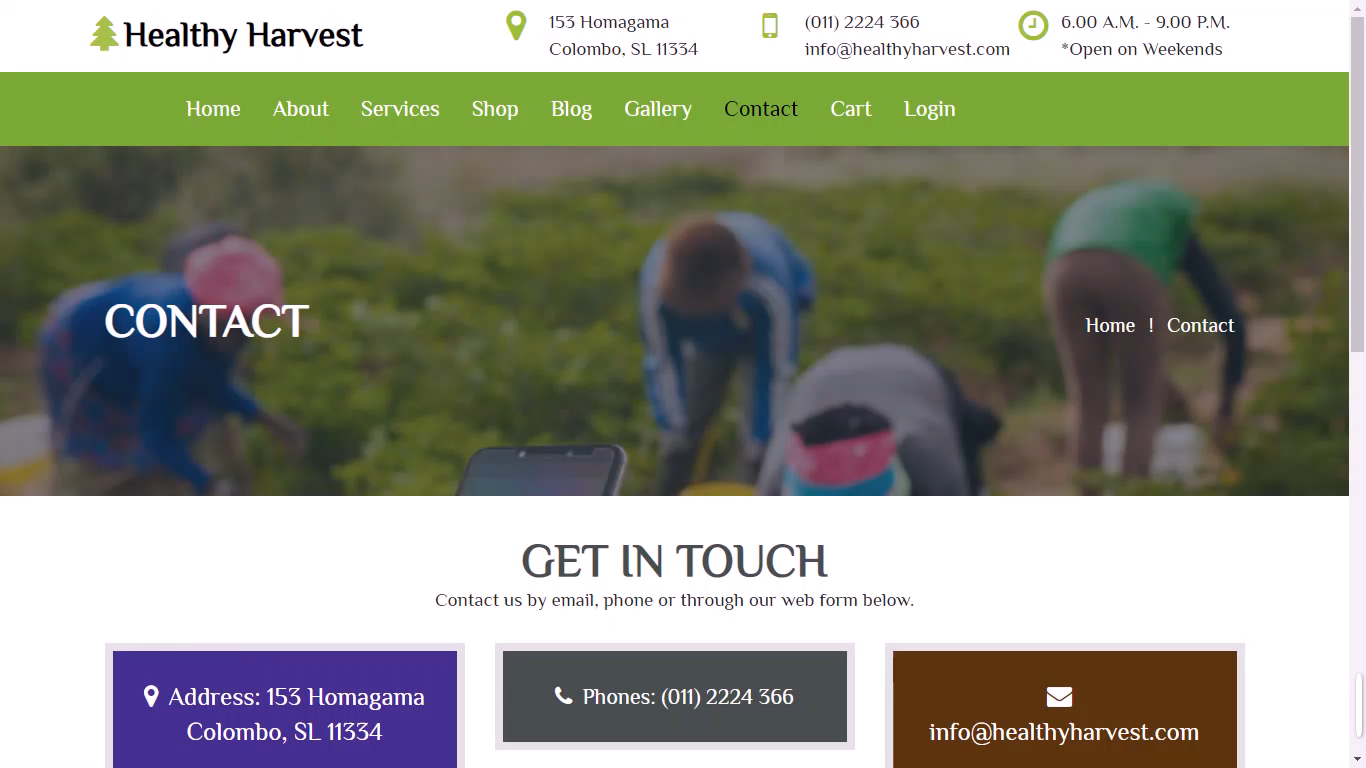 Healthy Harvest
153 Homagama
Colombo, SL 11334
(011) 2224 366
info@healthyharvest.com
6.00 A.M. - 9.00 P.M.
*Open on Weekends
Home About Services Shop Blog Gallery Contact Cart Login
CONTACT
Home ! Contact
GET IN TOUCH
Contact us by email, phone or through our web form below.
Address: 153 Homagama
Colombo, SL 11334
Phones: (011) 2224 366
info@healthyharvest.com